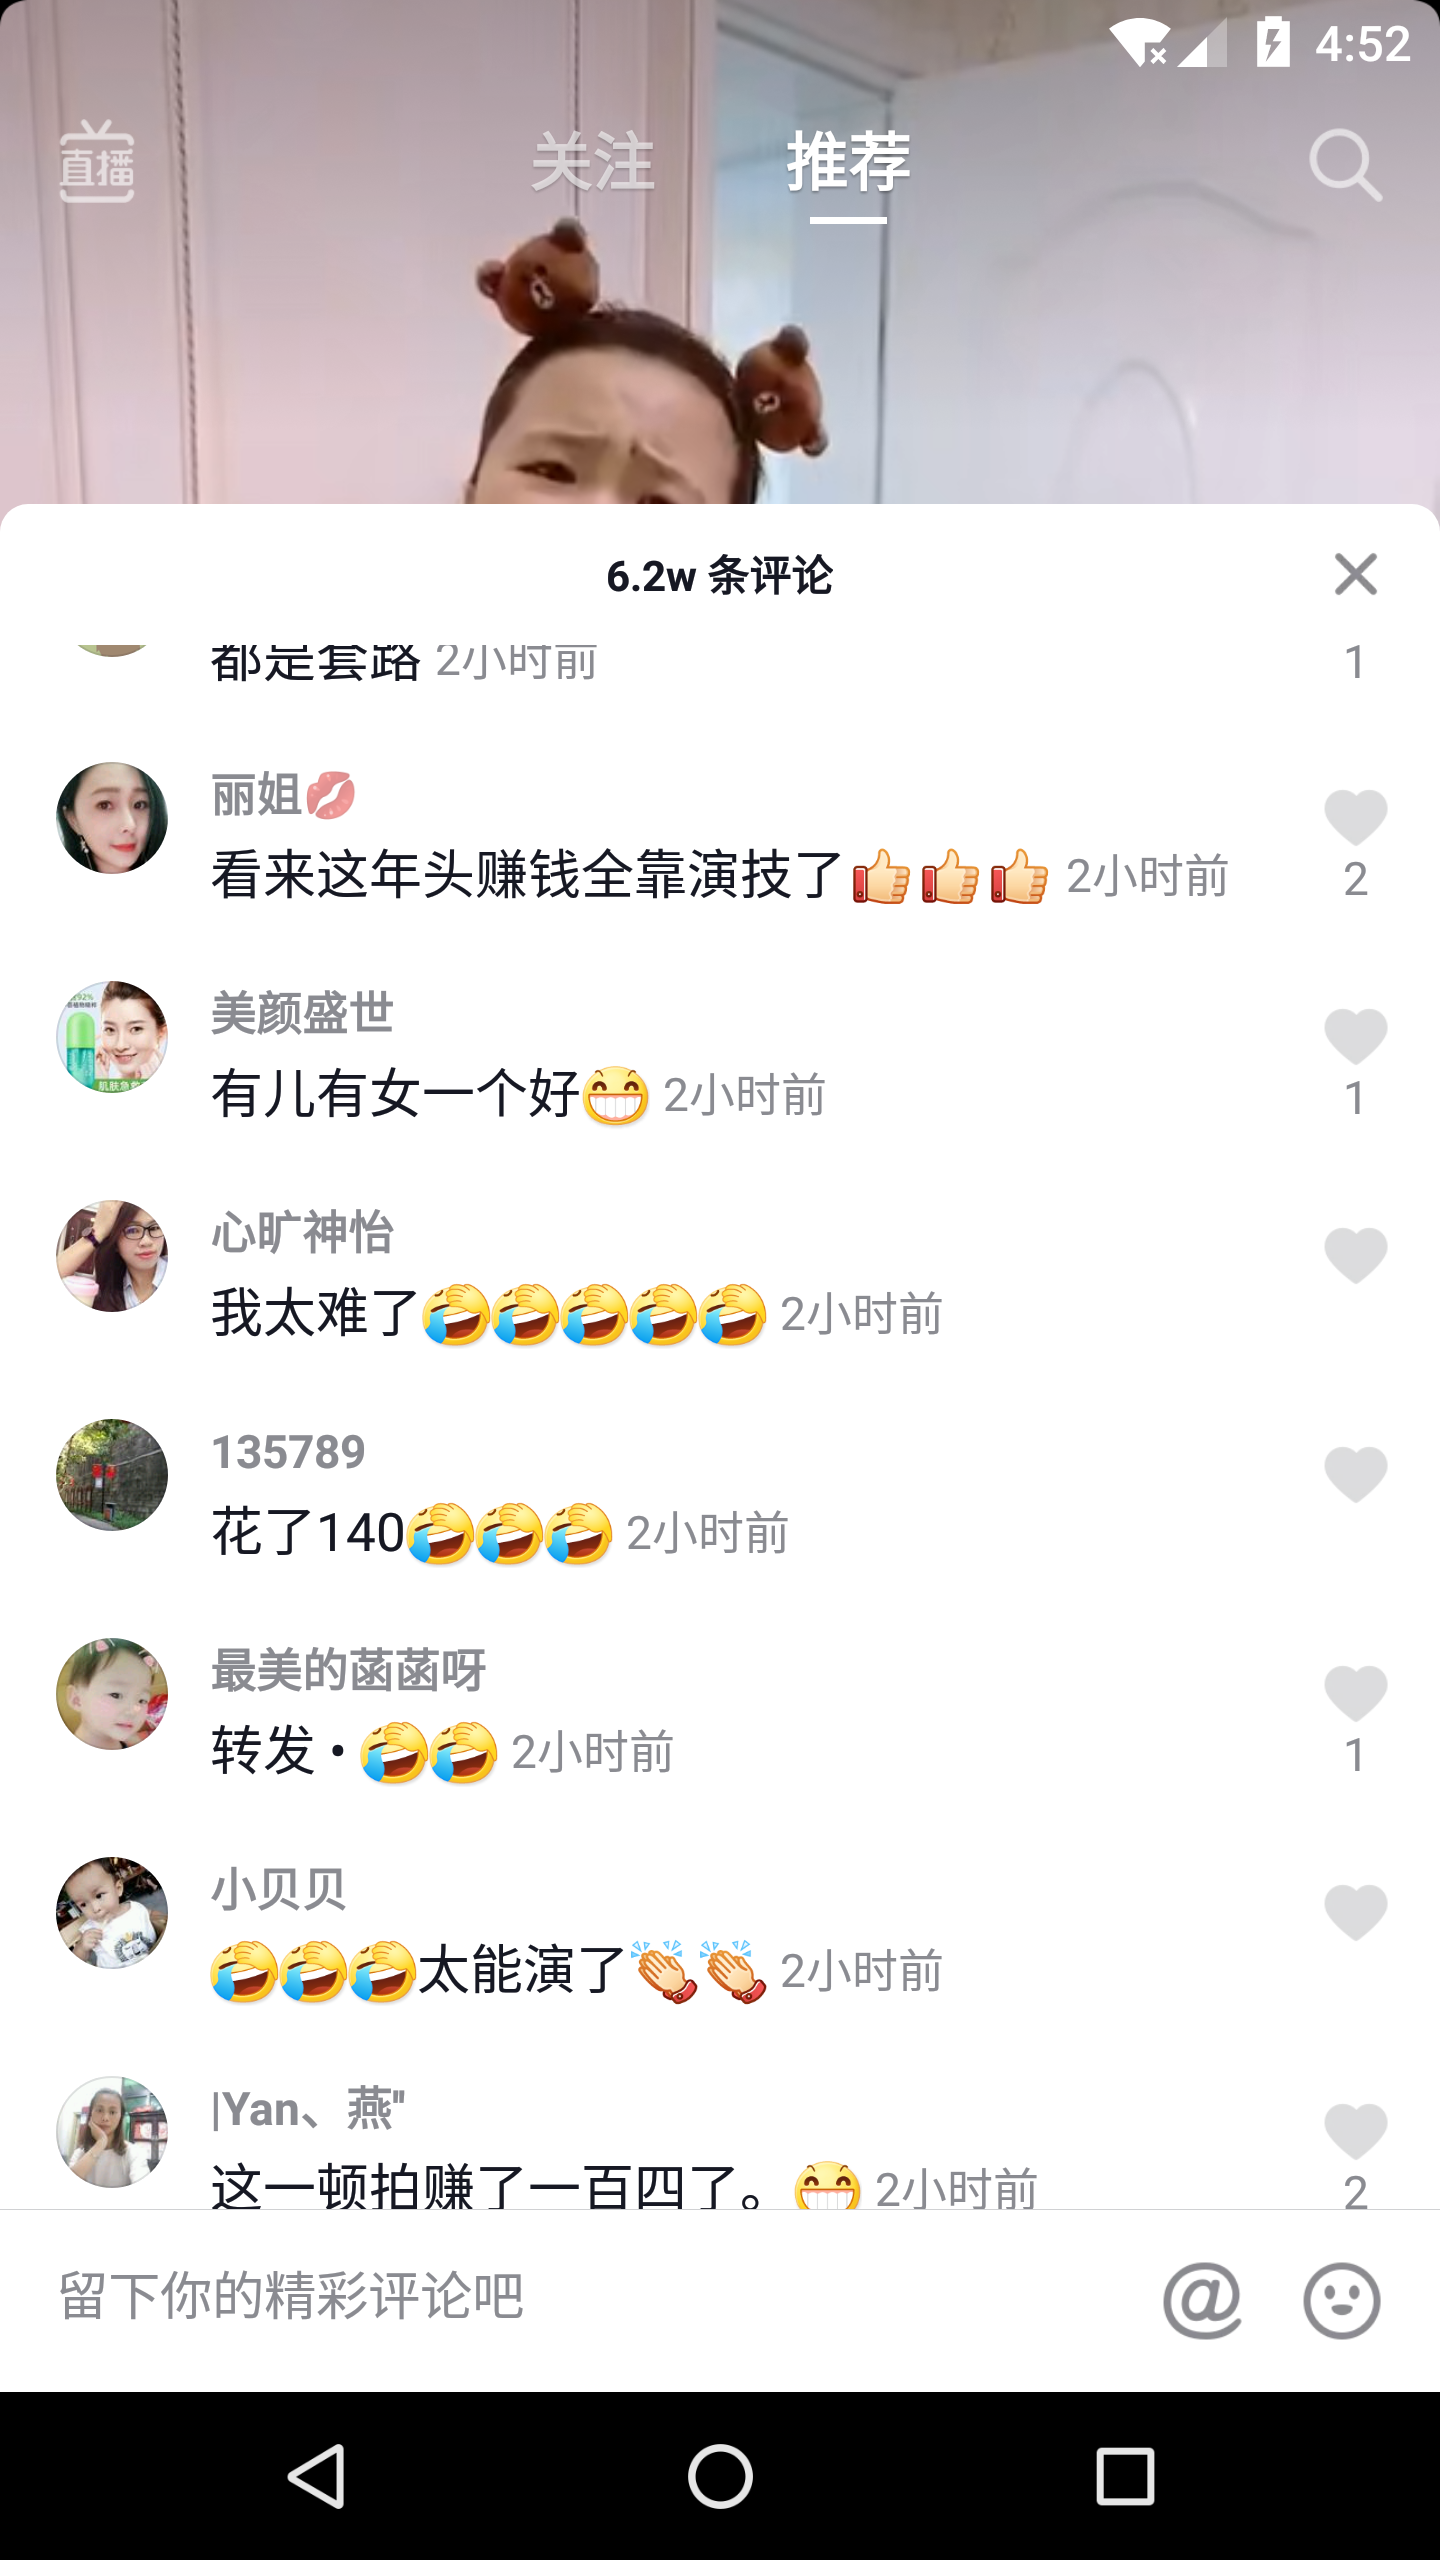 4:52
直播 关注 推荐
6.2w 条评论
都是套路 2小时前
1
丽姐💋
看来这年头赚钱全靠演技了👍👍👍 2小时前
2
美颜盛世
有儿有女一个好😁 2小时前
1
心旷神怡
我太难了🤣🤣🤣🤣🤣 2小时前
135789
花了140🤣🤣🤣 2小时前
最美的菡菡呀
转发 • 🤣🤣 2小时前
1
小贝贝
🤣🤣🤣太能演了👏👏 2小时前
|Yan、燕"
这一顿拍赚了一百四了。😁 2小时前
2
留下你的精彩评论吧
@